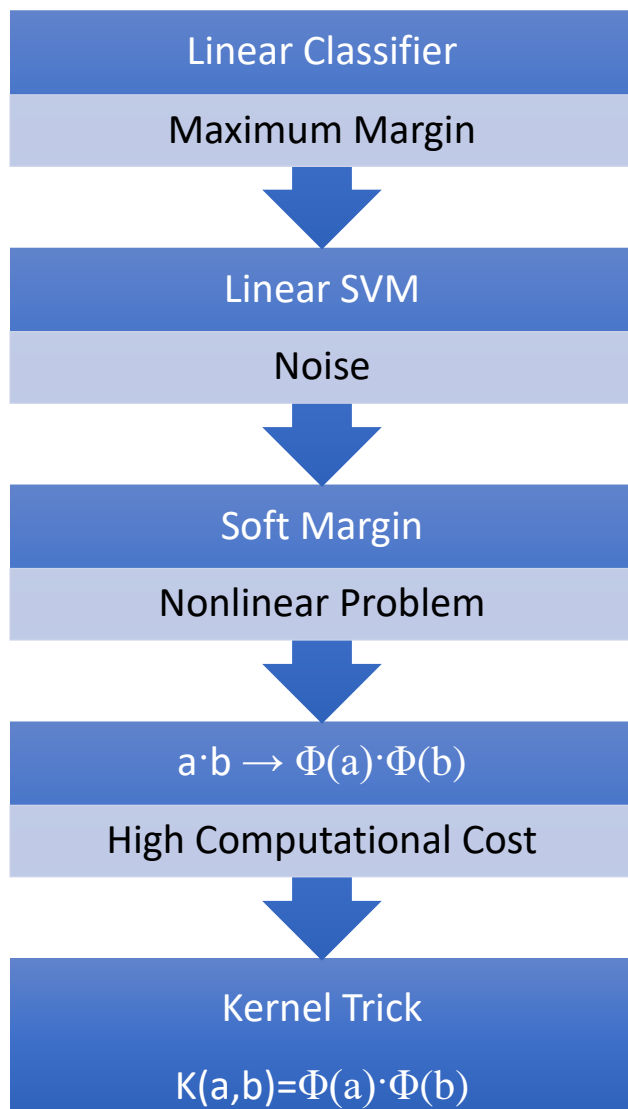 Linear Classifier
Maximum Margin
Linear SVM
Noise
Soft Margin
Nonlinear Problem
a·b → Φ(a)·Φ(b)
High Computational Cost
Kernel Trick
K(a,b)=Φ(a)·Φ(b)